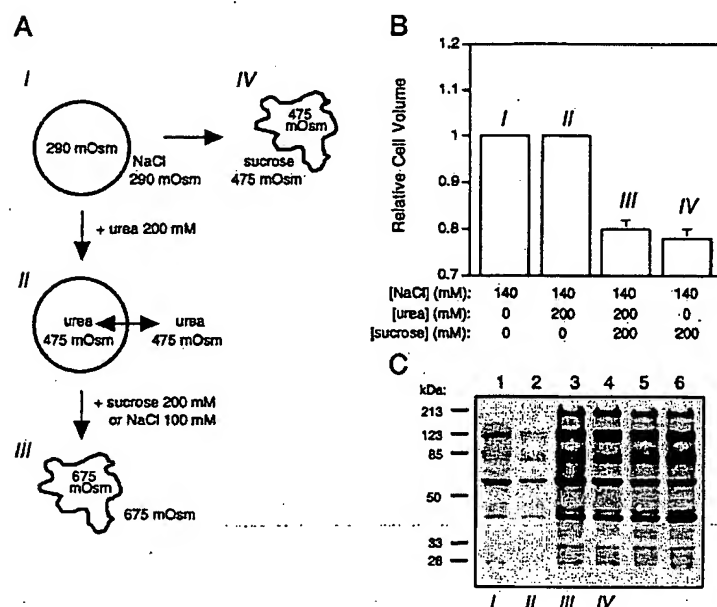 A
I
290 mOsm
NaCl
290 mOsm
IV
475
mOsm
sucrose
475 mOsm
+ urea 200 mM
II
urea
475 mOsm
urea
475 mOsm
+ sucrose 200 mM
or NaCl 100 mM
III
675
mOsm
675 mOsm
B
Relative Cell Volume
1.2
1.1
1
0.9
0.8
0.7
I
II
III
IV
[NaCl] (mM): 140 140 140 140
[urea] (mM): 0 200 200 0
[sucrose] (mM): 0 0 200 200
C
kDa: 1 2 3 4 5 6
213
123
85
50
33
28
I II III IV